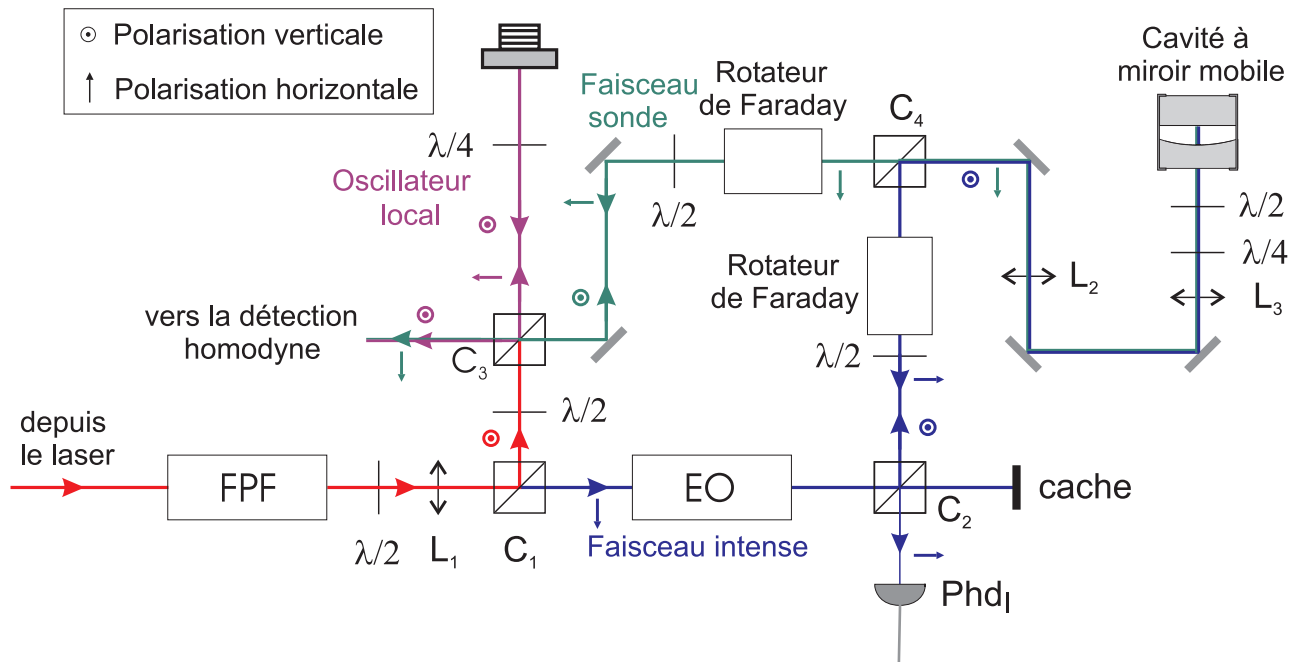 Polarisation verticale
Polarisation horizontale
Faisceau
sonde
Rotateur
de Faraday
C4
Cavité à
miroir mobile
λ/4
Oscillateur
local
λ/2
λ/2
λ/4
Rotateur
de Faraday
L2
L3
vers la détection
homodyne
C3
λ/2
λ/2
depuis
le laser
FPF
EO
cache
λ/2
L1
C1
Faisceau intense
C2
PhdI